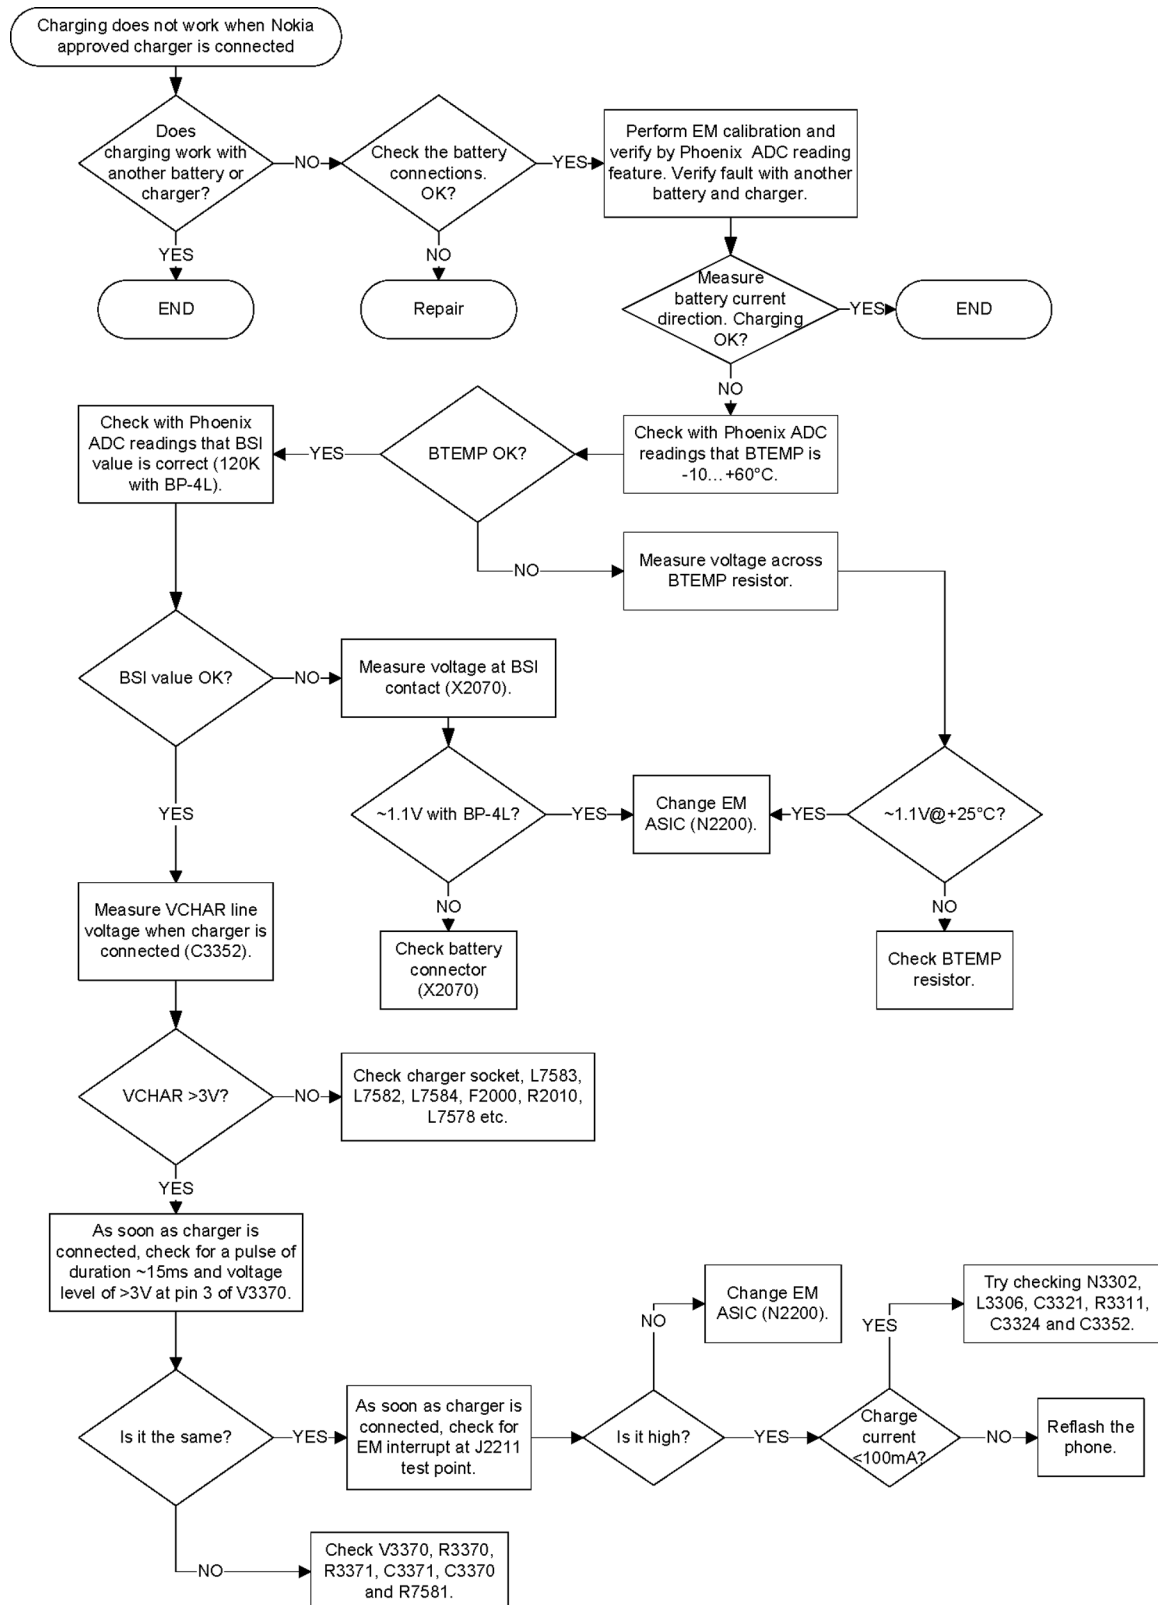 Charging does not work when Nokia
approved charger is connected
Does
charging work with
another battery or
charger?
NO
Check the battery
connections.
OK?
YES
Perform EM calibration and
verify by Phoenix ADC reading
feature. Verify fault with another
battery and charger.
YES
END
NO
Repair
Measure
battery current
direction. Charging
OK?
YES
END
NO
Check with Phoenix
ADC readings that BSI
value is correct (120K
with BP-4L).
YES
BTEMP OK?
Check with Phoenix ADC
readings that BTEMP is
-10... +60°C.
NO
Measure voltage across
BTEMP resistor.
BSI value OK?
NO
Measure voltage at BSI
contact (X2070).
YES
~1.1V with BP-4L?
YES
Change EM
ASIC (N2200).
YES
~1.1V@+25°C?
NO
NO
Measure VCHAR line
voltage when charger is
connected (C3352).
Check battery
connector
(X2070)
Check BTEMP
resistor.
VCHAR >3V?
NO
Check charger socket, L7583,
L7582, L7584, F2000, R2010,
L7578 etc.
YES
As soon as charger is
connected, check for a pulse of
duration ~15ms and voltage
level of >3V at pin 3 of V3370.
Change EM
ASIC (N2200).
Try checking N3302,
L3306, C3321, R3311,
C3324 and C3352.
NO
YES
Is it the same?
YES
As soon as charger is
connected, check for
EM interrupt at J2211
test point.
Is it high?
YES
Charge
current
<100mA?
NO
Reflash the
phone.
NO
Check V3370, R3370,
R3371, C3371, C3370
and R7581.